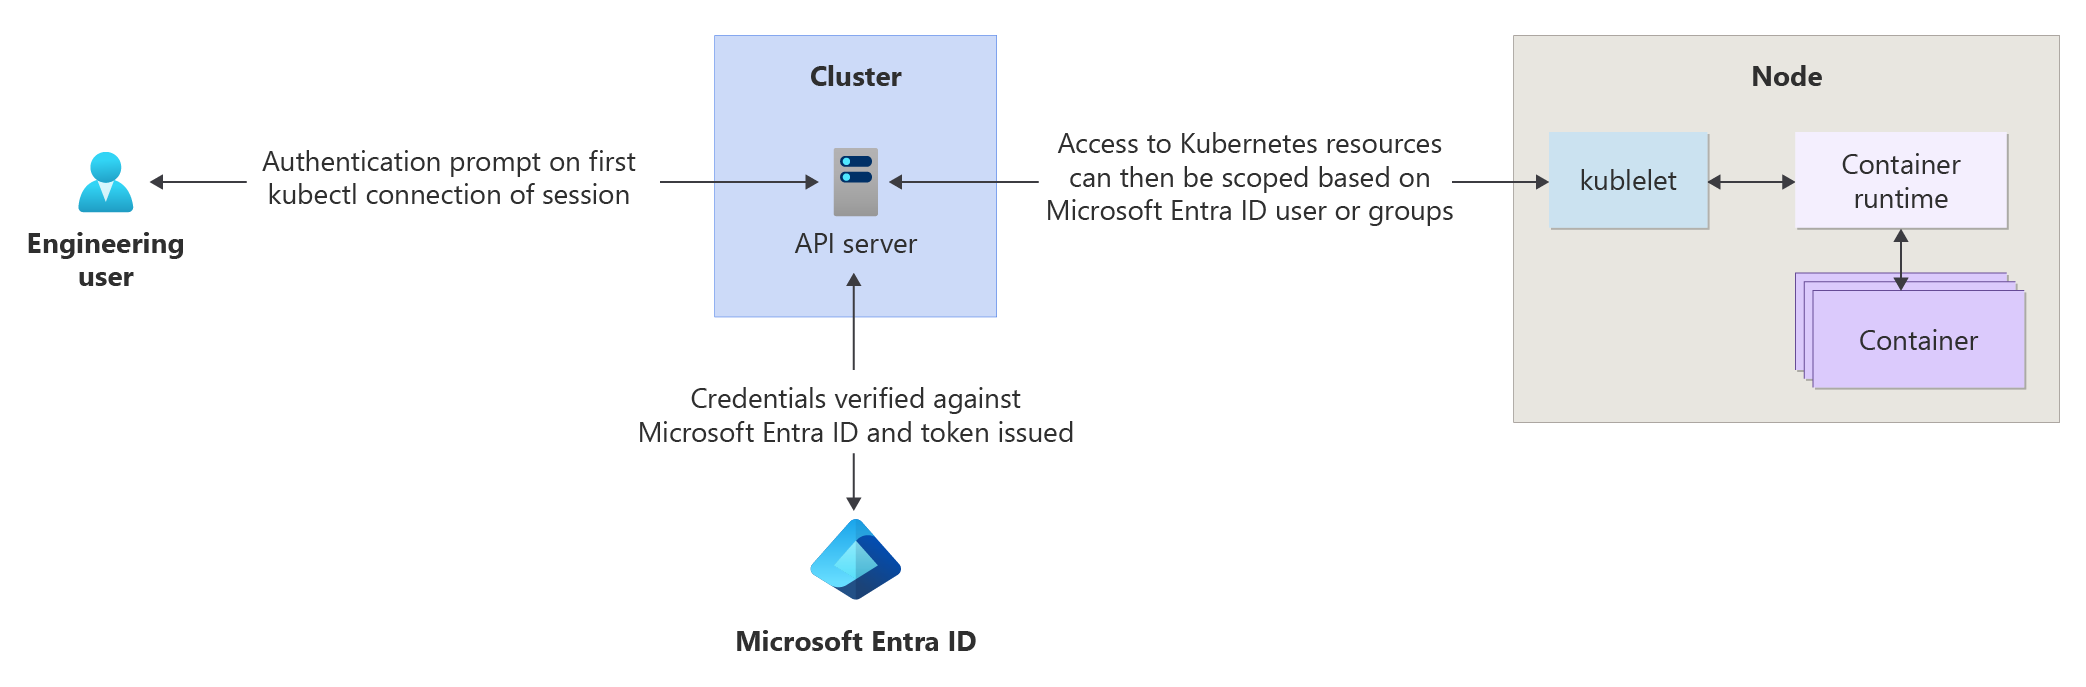 Cluster
Node
Authentication prompt on first
kubectl connection of session
Engineering
user
API server
Access to Kubernetes resources
can then be scoped based on
Microsoft Entra ID user or groups
kublelet
Container
runtime
Container
Credentials verified against
Microsoft Entra ID and token issued
Microsoft Entra ID